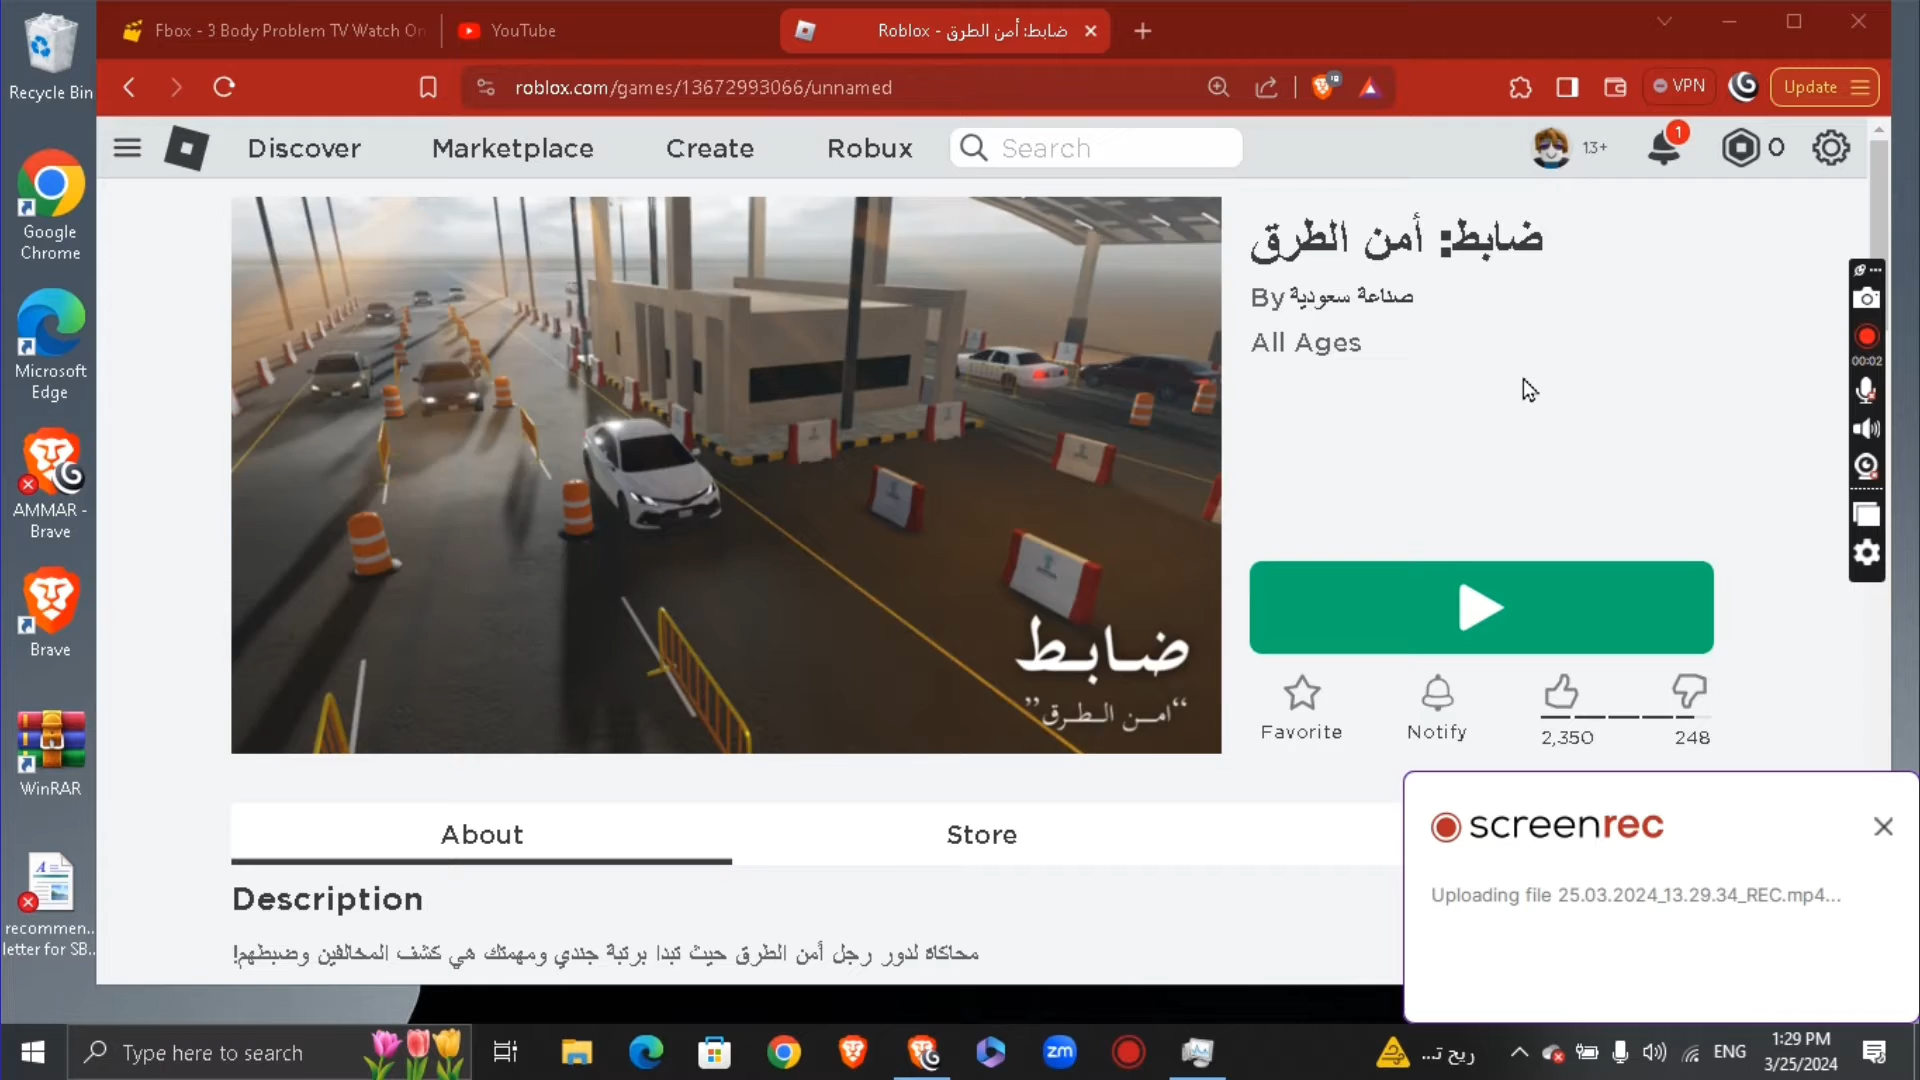 Recycle Bin
Google
Chrome
Microsoft
Edge
AMMAR -
Brave
Brave
WinRAR
recommen..
letter for SB..
Fbox - 3 Body Problem TV Watch On
YouTube
ضابط: أمن الطرق - Roblox
roblox.com/games/13672993066/unnamed
VPN
Update
Discover
Marketplace
Create
Robux
Search
13+
1
0
ضابط: أمن الطرق
By صناعة سعودية
All Ages
00:02
ضابط
“امن الطرق”
Favorite
Notify
2,350
248
About
Store
Description
محاكاة لدور رجل أمن الطرق حيث تبدا برتبة جندي ومهمتك هي كشف المخالفين وضبطهم!
screenrec
Uploading file 25.03.2024_13.29.34_REC.mp4...
Type here to search
zm
ريح تـ...
ENG
1:29 PM
3/25/2024